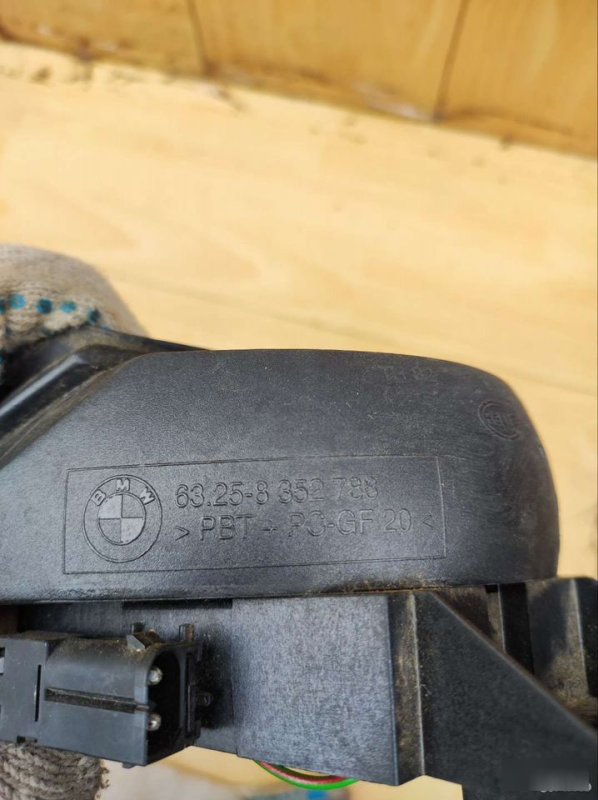 BMW
63.25-8 352 788
> PBT - PC-GF 20 <